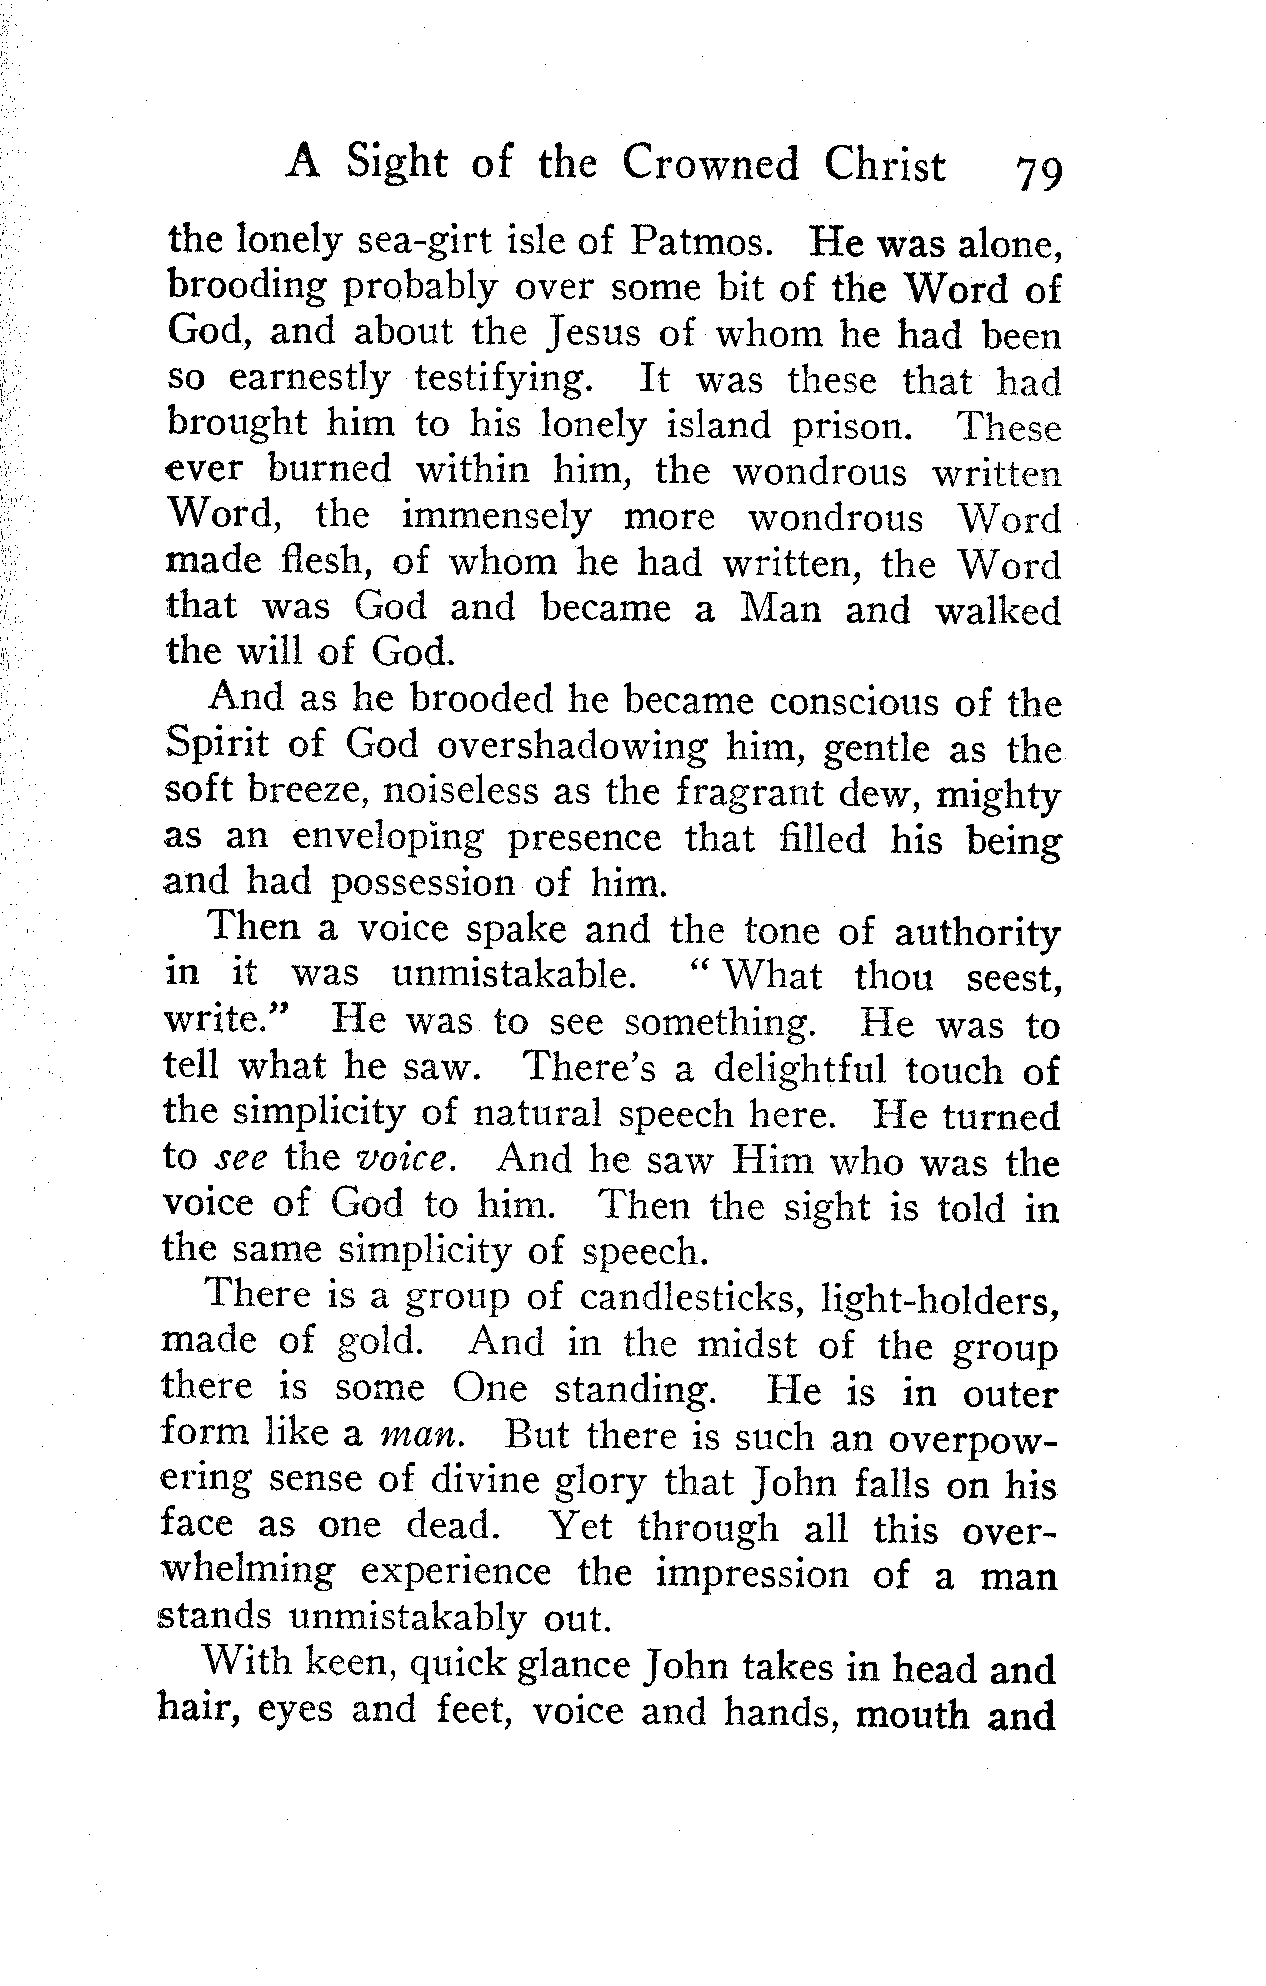 A Sight of the Crowned Christ 79
the lonely sea-girt isle of Patmos. He was alone,
brooding probably over some bit of the Word of
God, and about the Jesus of whom he had been
so earnestly testifying. It was these that had
brought him to his lonely island prison. These
ever burned within him, the wondrous written
Word, the immensely more wondrous Word
made flesh, of whom he had written, the Word
that was God and became a Man and walked
the will of God.
And as he brooded he became conscious of the
Spirit of God overshadowing him, gentle as the
soft breeze, noiseless as the fragrant dew, mighty
as an enveloping presence that filled his being
and had possession of him.
Then a voice spake and the tone of authority
in it was unmistakable. “ What thou seest,
write.” He was to see something. He was to
tell what he saw. There's a delightful touch of
the simplicity of natural speech here. He turned
to see the voice. And he saw Him who was the
voice of God to him. Then the sight is told in
the same simplicity of speech.
There is a group of candlesticks, light-holders,
made of gold. And in the midst of the group
there is some One standing. He is in outer
form like a man. But there is such an overpow-
ering sense of divine glory that John falls on his
face as one dead. Yet through all this over-
whelming experience the impression of a man
stands unmistakably out.
With keen, quick glance John takes in head and
hair, eyes and feet, voice and hands, mouth and